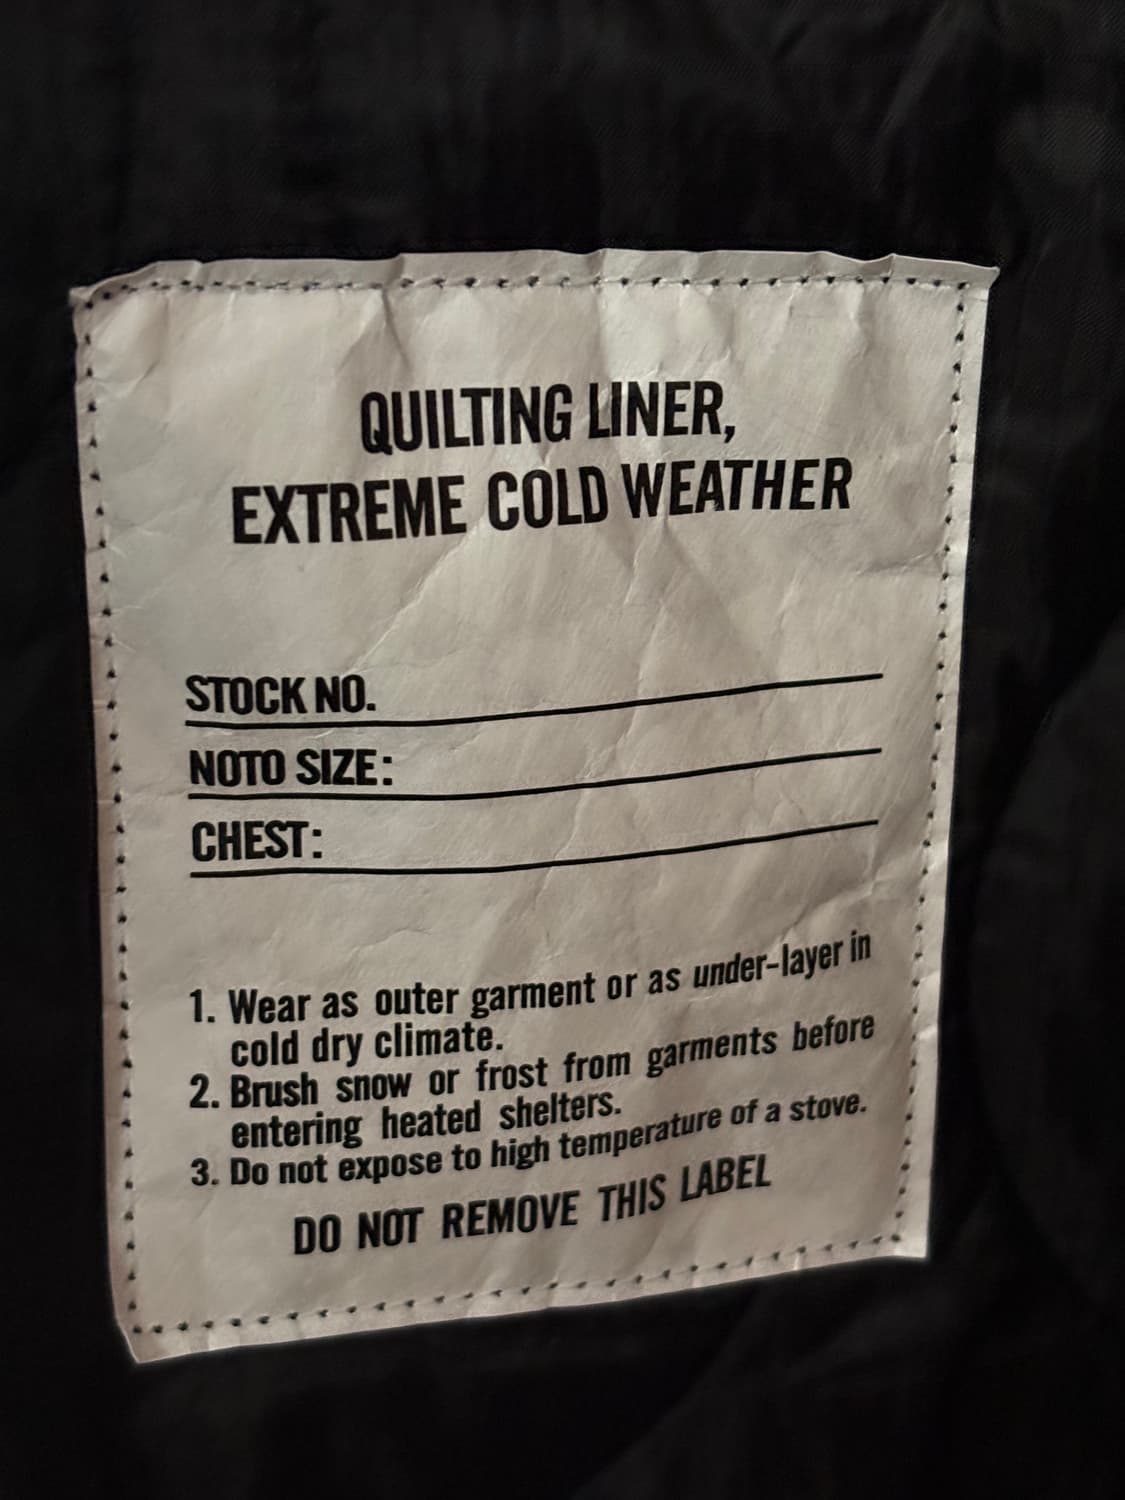 QUILTING LINER,
EXTREME COLD WEATHER
STOCK NO.
NOTO SIZE:
CHEST:
1. Wear as outer garment or as under-layer in
cold dry climate.
2. Brush snow or frost from garments before
entering heated shelters.
3. Do not expose to high temperature of a stove.
DO NOT REMOVE THIS LABEL